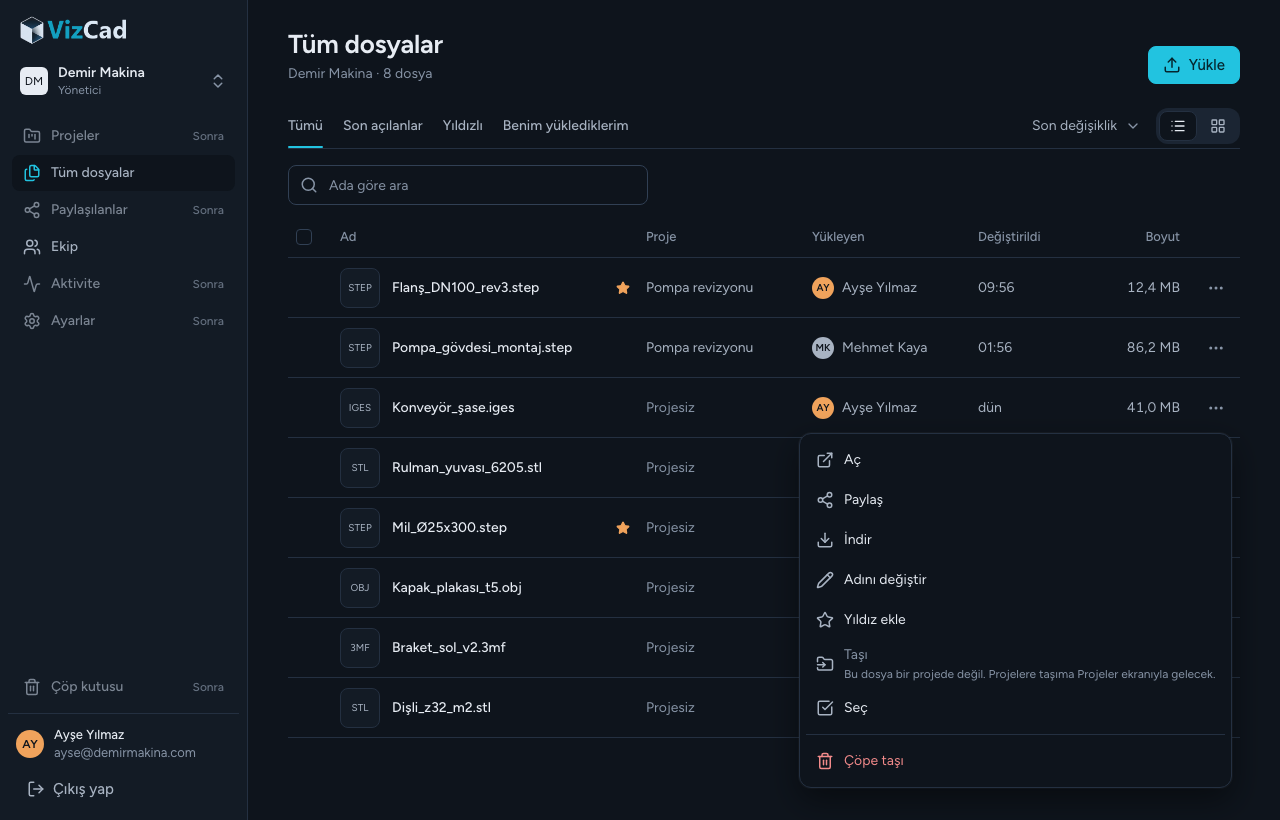 VizCad
DM
Demir Makina
Yönetici
Projeler Sonra
Tüm dosyalar
Paylaşılanlar Sonra
Ekip
Aktivite Sonra
Ayarlar Sonra
Çöp kutusu Sonra
AY
Ayşe Yılmaz
ayse@demirmakina.com
Çıkış yap
Tüm dosyalar
Demir Makina · 8 dosya
Yükle
Tümü Son açılanlar Yıldızlı Benim yüklediklerim Son değişiklik
Ada göre ara
Ad Proje Yükleyen Değiştirildi Boyut
STEP Flanş_DN100_rev3.step Pompa revizyonu AY Ayşe Yılmaz 09:56 12,4 MB
STEP Pompa_gövdesi_montaj.step Pompa revizyonu MK Mehmet Kaya 01:56 86,2 MB
IGES Konveyör_şase.iges Projesiz AY Ayşe Yılmaz dün 41,0 MB
STL Rulman_yuvası_6205.stl Projesiz
STEP Mil_Ø25x300.step Projesiz
OBJ Kapak_plakası_t5.obj Projesiz
3MF Braket_sol_v2.3mf Projesiz
STL Dişli_z32_m2.stl Projesiz
Aç
Paylaş
İndir
Adını değiştir
Yıldız ekle
Taşı
Bu dosya bir projede değil. Projelere taşıma Projeler ekranıyla gelecek.
Seç
Çöpe taşı